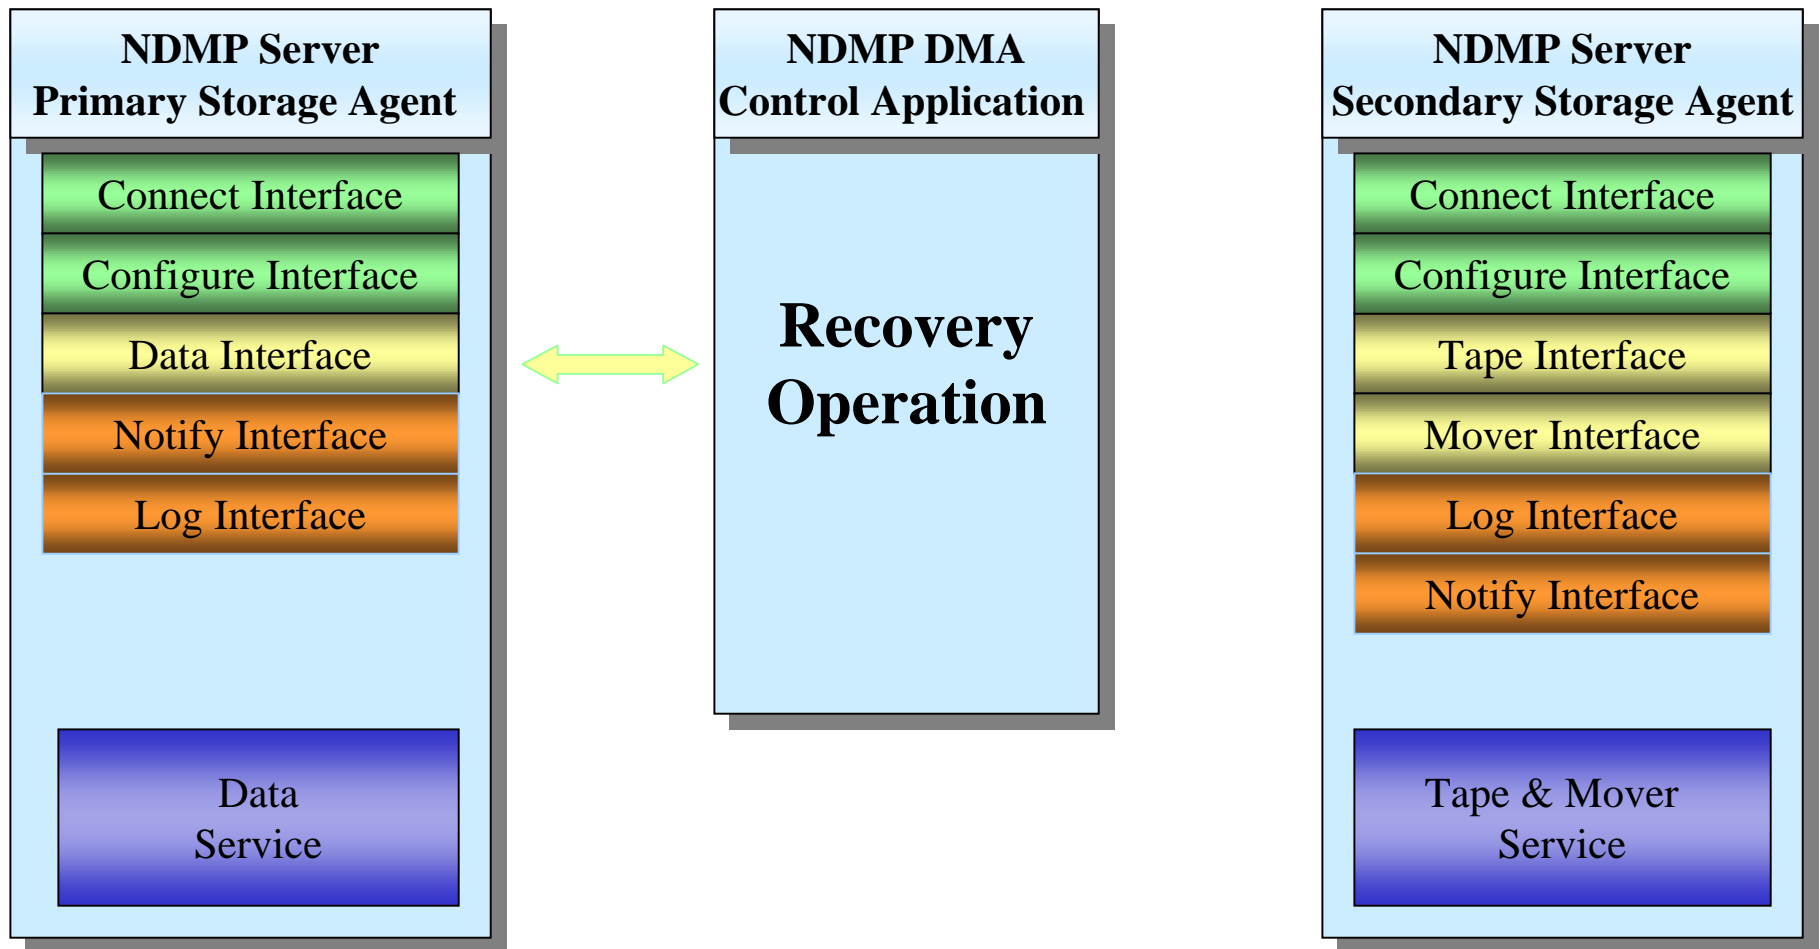 NDMP Server
Primary Storage Agent
Connect Interface
Configure Interface
Data Interface
Notify Interface
Log Interface
Data
Service
NDMP DMA
Control Application
Recovery
Operation
NDMP Server
Secondary Storage Agent
Connect Interface
Configure Interface
Tape Interface
Mover Interface
Log Interface
Notify Interface
Tape & Mover
Service